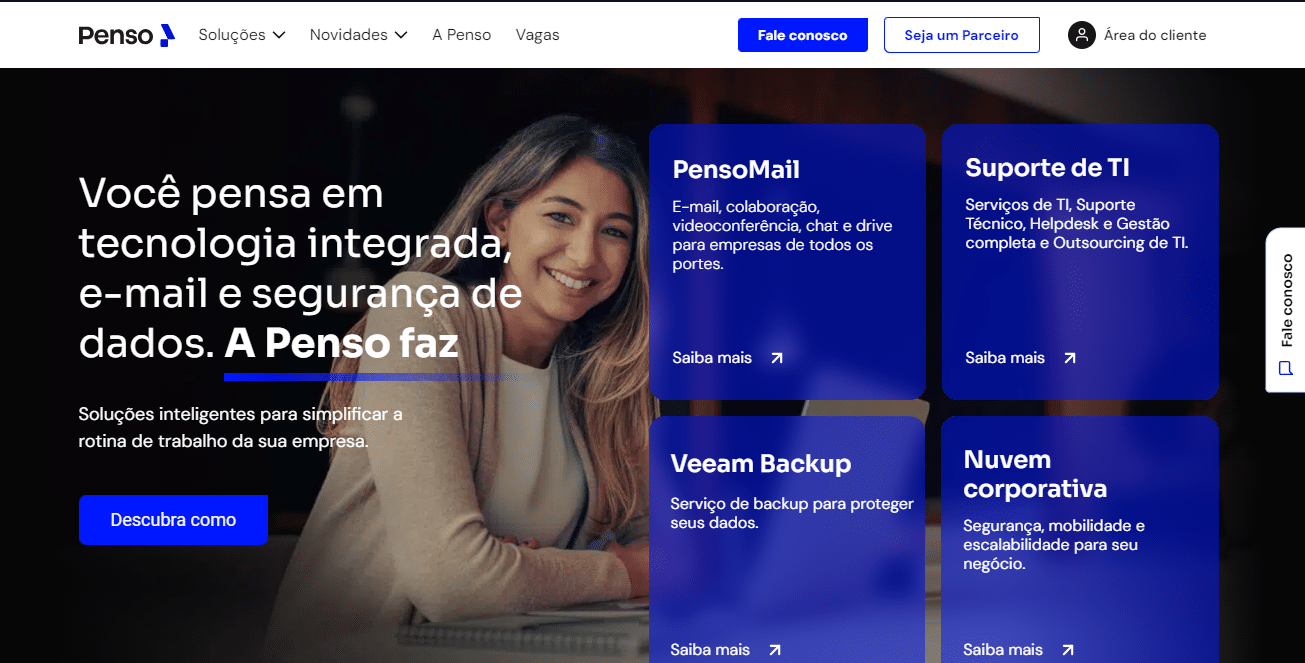 Penso
Soluções
Novidades
A Penso
Vagas
Fale conosco
Seja um Parceiro
Área do cliente
Você pensa em
tecnologia integrada,
e-mail e segurança de
dados. A Penso faz
Soluções inteligentes para simplificar a
rotina de trabalho da sua empresa.
Descubra como
PensoMail
E-mail, colaboração,
videoconferência, chat e drive
para empresas de todos os
portes.
Saiba mais
Suporte de TI
Serviços de TI, Suporte
Técnico, Helpdesk e Gestão
completa e Outsourcing de TI.
Saiba mais
Veeam Backup
Serviço de backup para proteger
seus dados.
Saiba mais
Nuvem
corporativa
Segurança, mobilidade e
escalabilidade para seu
negócio.
Saiba mais
Fale conosco